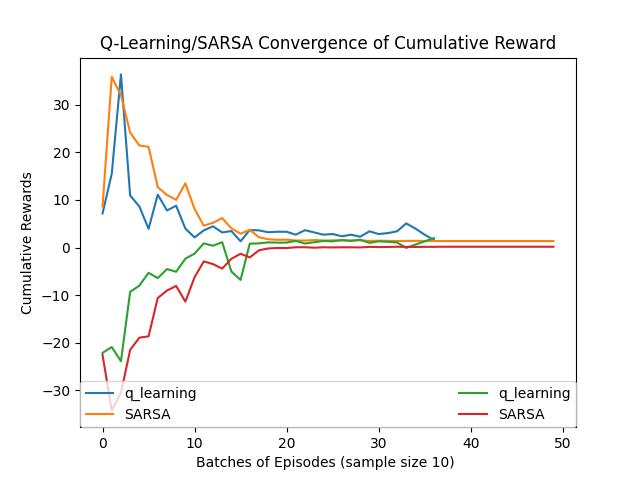 Q-Learning/SARSA Convergence of Cumulative Reward
Cumulative Rewards
30
20
10
0
−10
−20
−30
q_learning
SARSA
q_learning
SARSA
0 10 20 30 40 50
Batches of Episodes (sample size 10)